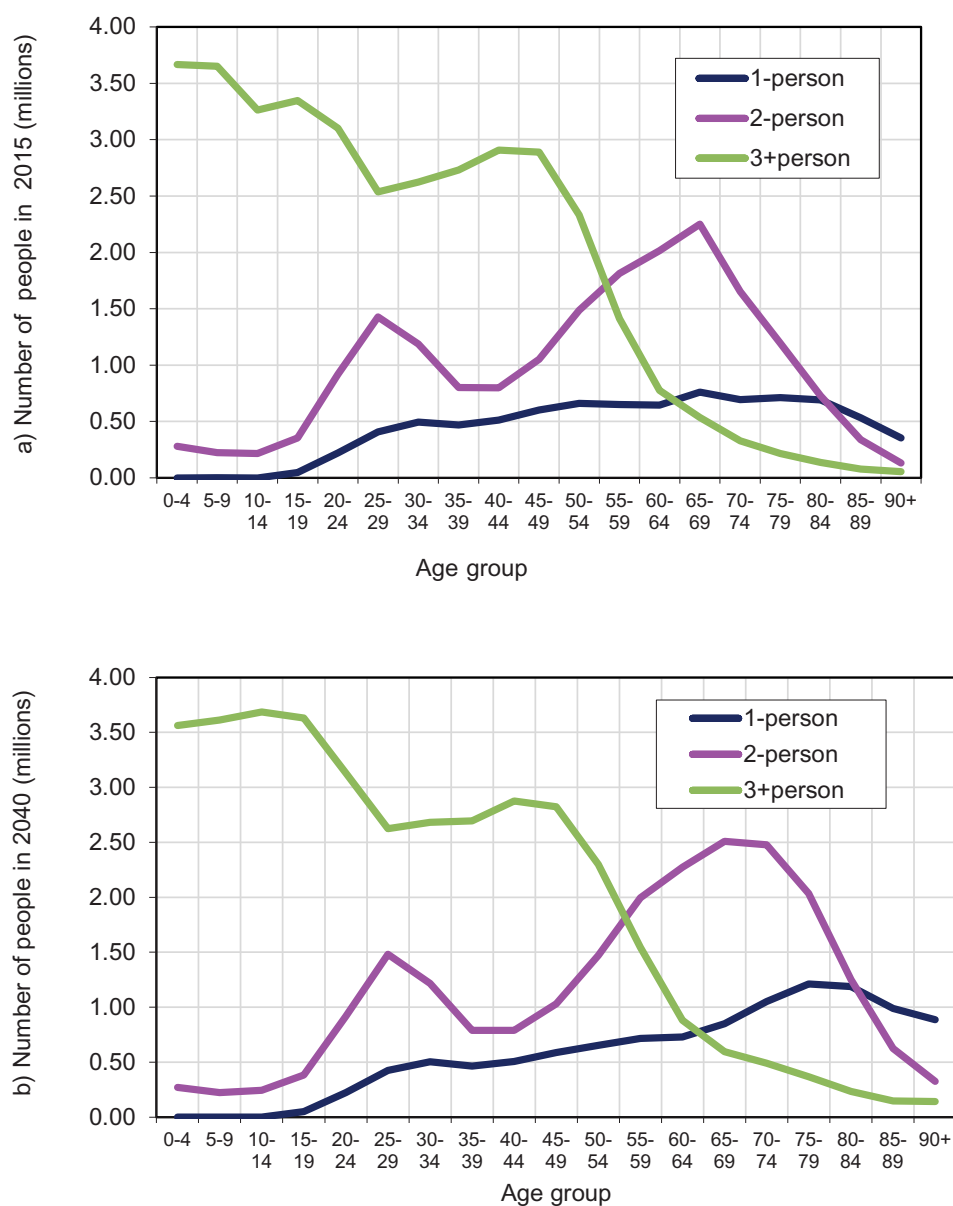 a) Number of people in 2015 (millions)
4.00
3.50
3.00
2.50
2.00
1.50
1.00
0.50
0.00
1-person
2-person
3+person
0-4 5-9 10- 15- 20- 25- 30- 35- 40- 45- 50- 55- 60- 65- 70- 75- 80- 85- 90+
14 19 24 29 34 39 44 49 54 59 64 69 74 79 84 89
Age group
b) Number of people in 2040 (millions)
4.00
3.50
3.00
2.50
2.00
1.50
1.00
0.50
0.00
1-person
2-person
3+person
0-4 5-9 10- 15- 20- 25- 30- 35- 40- 45- 50- 55- 60- 65- 70- 75- 80- 85- 90+
14 19 24 29 34 39 44 49 54 59 64 69 74 79 84 89
Age group